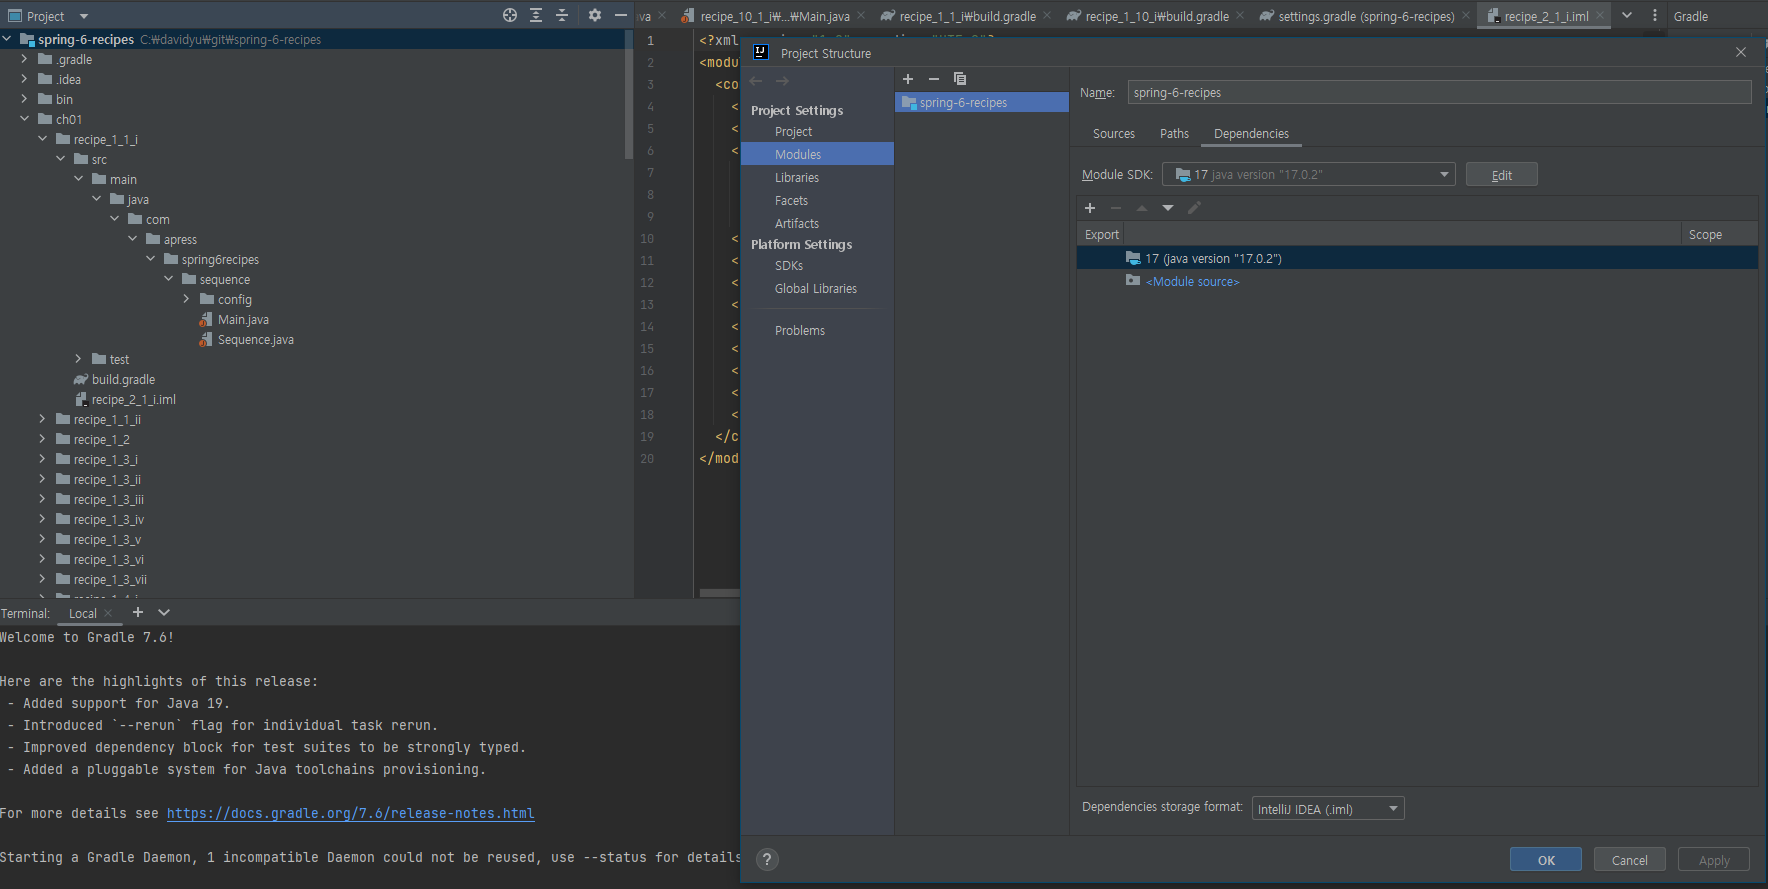 Project
spring-6-recipes C:₩davidyu₩git₩spring-6-recipes
.gradle
.idea
bin
ch01
recipe_1_1_i
src
main
java
com
apress
spring6recipes
sequence
config
Main.java
Sequence.java
test
build.gradle
recipe_2_1_i.iml
recipe_1_1_ii
recipe_1_2
recipe_1_3_i
recipe_1_3_ii
recipe_1_3_iii
recipe_1_3_iv
recipe_1_3_v
recipe_1_3_vi
recipe_1_3_vii
va recipe_10_1_i₩...₩Main.java recipe_1_1_i₩build.gradle recipe_1_10_i₩build.gradle settings.gradle (spring-6-recipes) recipe_2_1_i.iml Gradle
1 <?xml
2 <modu
3 <co
4 <
5 <
6 <
7
8
9
10 <
11 <
12 <
13 <
14 <
15 <
16 <
17 <
18 <
19 </c
20 </mod
Project Structure
Project Settings
Project
Modules
Libraries
Facets
Artifacts
Platform Settings
SDKs
Global Libraries
Problems
spring-6-recipes
Name: spring-6-recipes
Sources Paths Dependencies
Module SDK: 17 java version "17.0.2" Edit
Export Scope
17 (java version "17.0.2")
<Module source>
Dependencies storage format: IntelliJ IDEA (.iml)
? OK Cancel Apply
Terminal: Local
Welcome to Gradle 7.6!
Here are the highlights of this release:
- Added support for Java 19.
- Introduced `--rerun` flag for individual task rerun.
- Improved dependency block for test suites to be strongly typed.
- Added a pluggable system for Java toolchains provisioning.
For more details see https://docs.gradle.org/7.6/release-notes.html
Starting a Gradle Daemon, 1 incompatible Daemon could not be reused, use --status for details